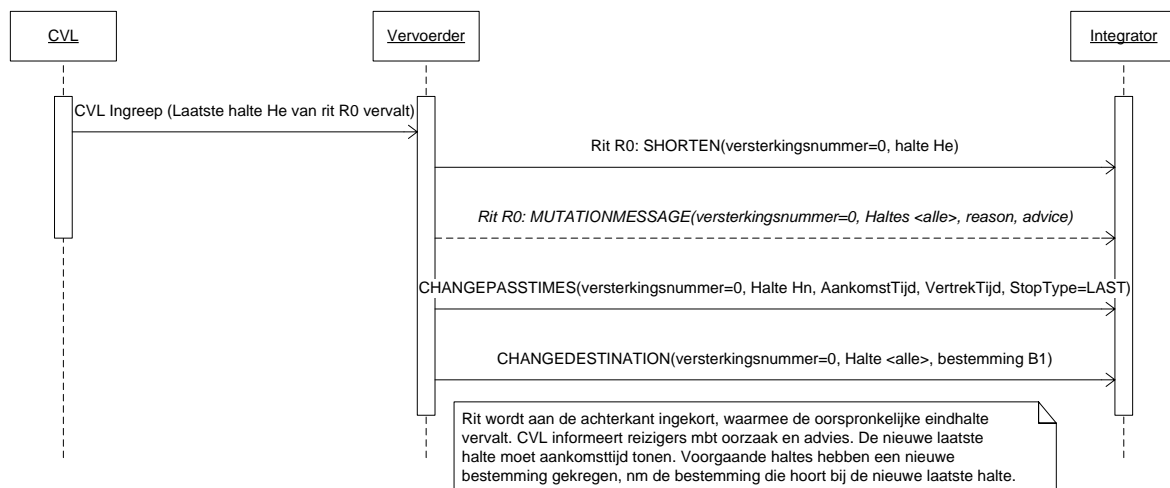 CVL
Vervoerder
Integrator
CVL Ingreep (Laatste halte He van rit R0 vervalt)
Rit R0: SHORTEN(versterkingsnummer=0, halte He)
Rit R0: MUTATIONMESSAGE(versterkingsnummer=0, Haltes <alle>, reason, advice)
CHANGEPASSTIMES(versterkingsnummer=0, Halte Hn, AankomstTijd, VertrekTijd, StopType=LAST)
CHANGEDESTINATION(versterkingsnummer=0, Halte <alle>, bestemming B1)
Rit wordt aan de achterkant ingekort, waarmee de oorspronkelijke eindhalte
vervalt. CVL informeert reizigers mbt oorzaak en advies. De nieuwe laatste
halte moet aankomsttijd tonen. Voorgaande haltes hebben een nieuwe
bestemming gekregen, nm de bestemming die hoort bij de nieuwe laatste halte.